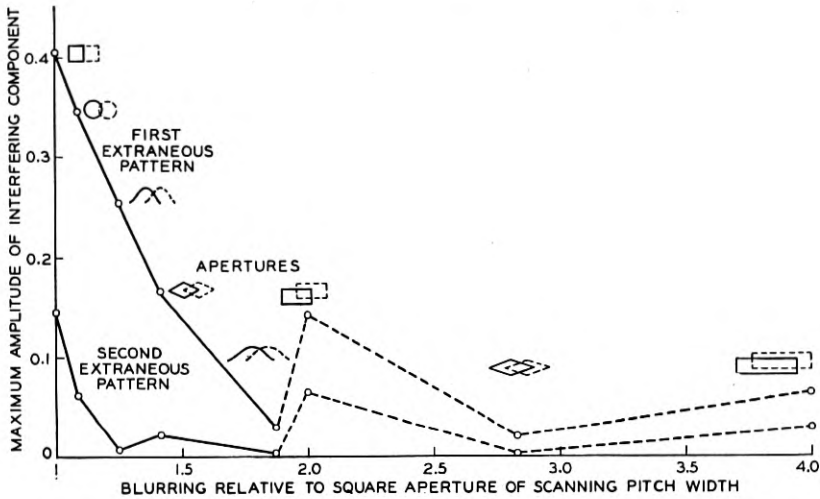 MAXIMUM AMPLITUDE OF INTERFERING COMPONENT
0.4
0.3
0.2
0.1
0
FIRST
EXTRANEOUS
PATTERN
APERTURES
SECOND
EXTRANEOUS
PATTERN
1 1.5 2.0 2.5 3.0 3.5 4.0
BLURRING RELATIVE TO SQUARE APERTURE OF SCANNING PITCH WIDTH